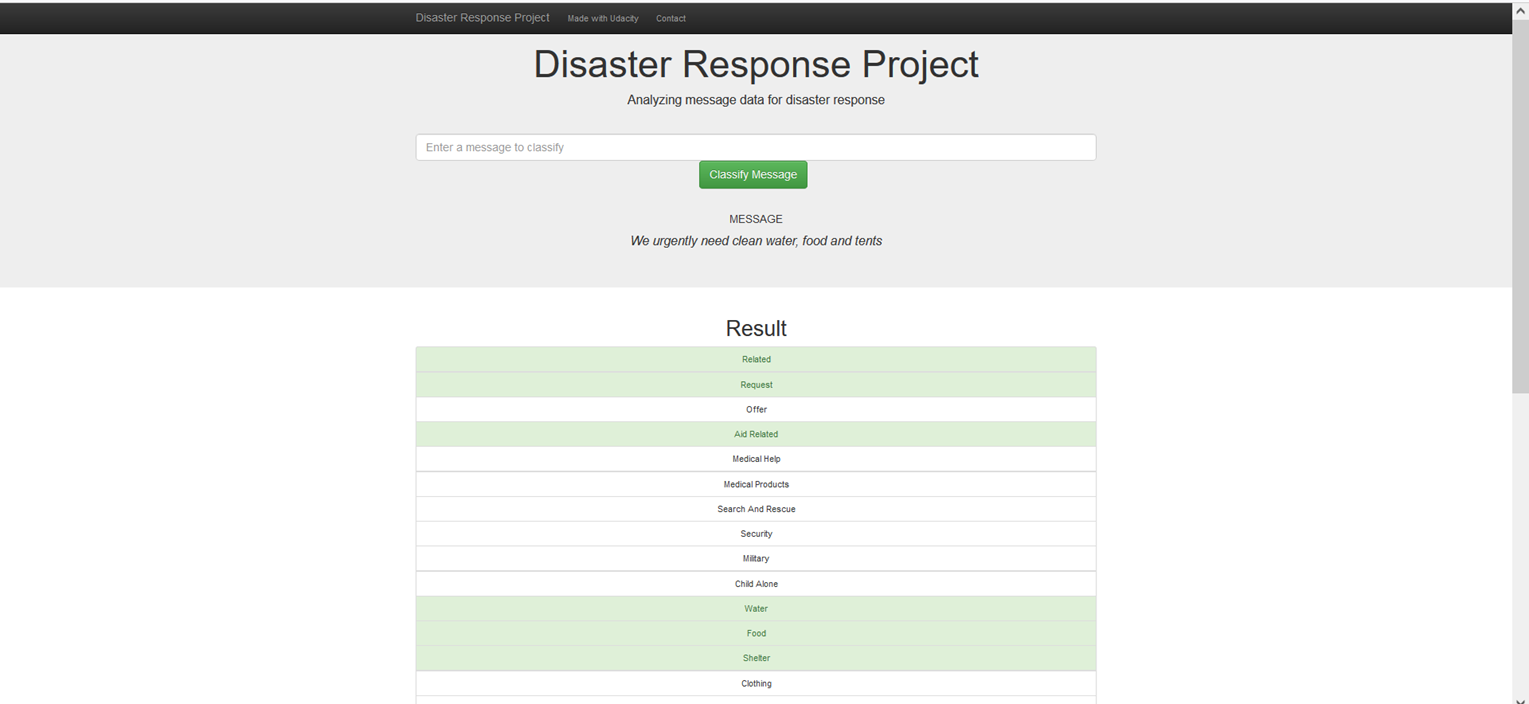 Disaster Response Project Made with Udacity Contact
Disaster Response Project
Analyzing message data for disaster response
Enter a message to classify
Classify Message
MESSAGE
We urgently need clean water, food and tents
Result
Related
Request
Offer
Aid Related
Medical Help
Medical Products
Search And Rescue
Security
Military
Child Alone
Water
Food
Shelter
Clothing